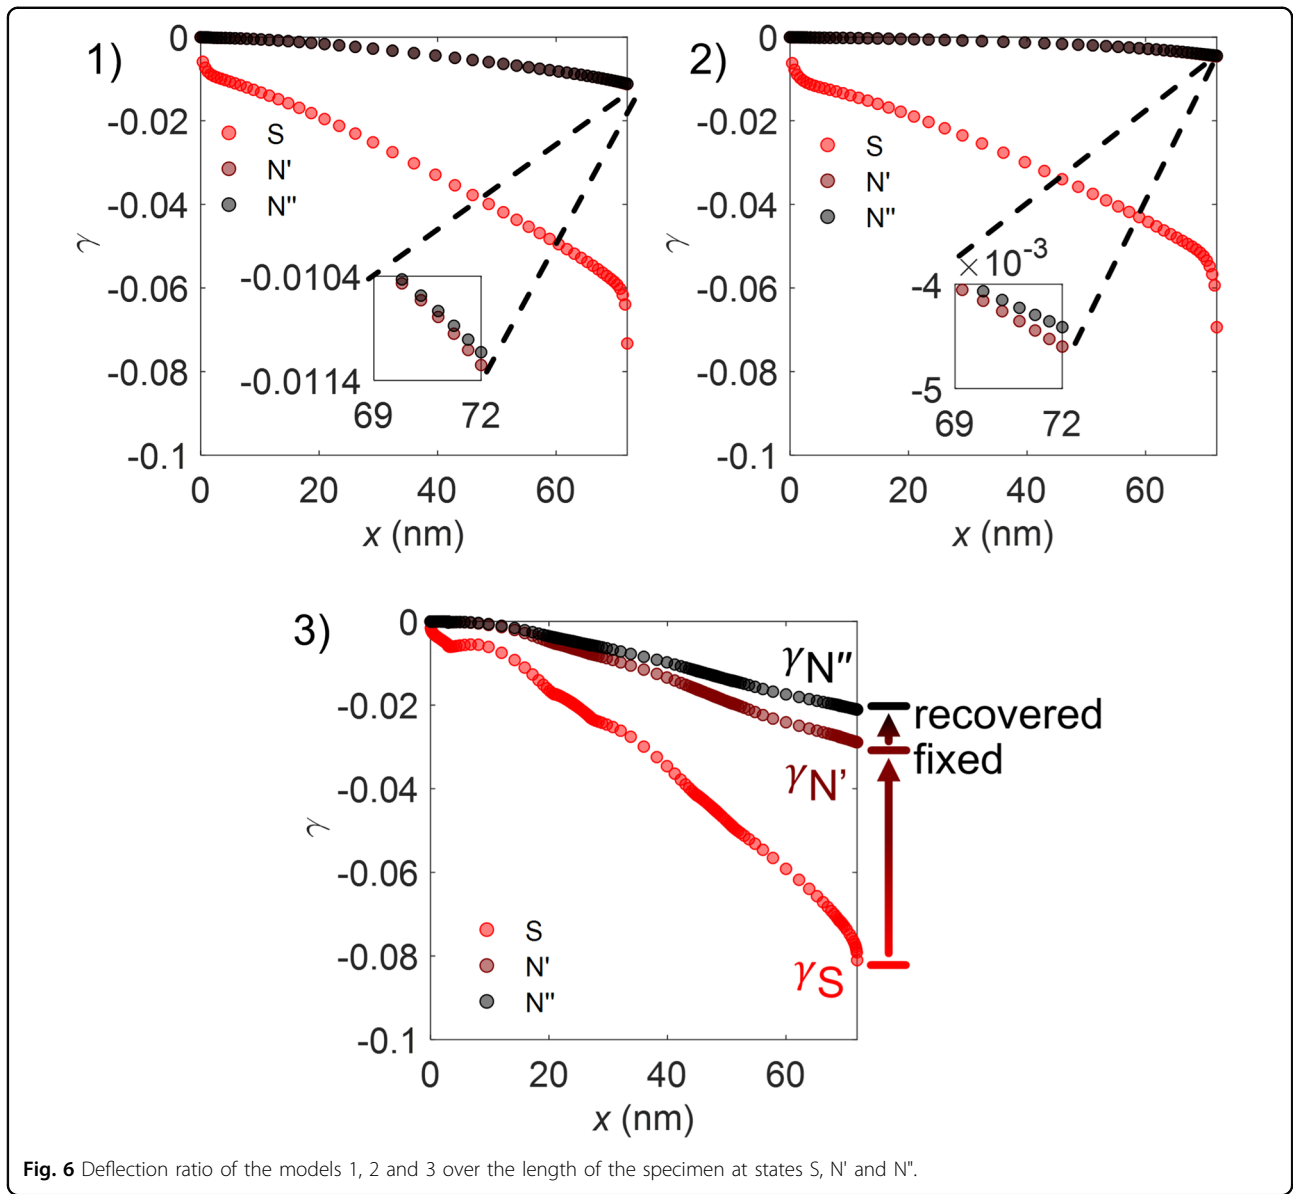 1)
0
-0.02
-0.04
-0.06
-0.08
-0.1
γ
S
N'
N"
-0.0104
-0.0114
69 72
0 20 40 60
x (nm)
2)
0
-0.02
-0.04
-0.06
-0.08
-0.1
γ
S
N'
N"
×10⁻³
-4
-5
69 72
0 20 40 60
x (nm)
3)
0
-0.02
-0.04
-0.06
-0.08
-0.1
γ
γN"
recovered
fixed
γN'
γS
S
N'
N"
0 20 40 60
x (nm)
Fig. 6 Deflection ratio of the models 1, 2 and 3 over the length of the specimen at states S, N' and N".